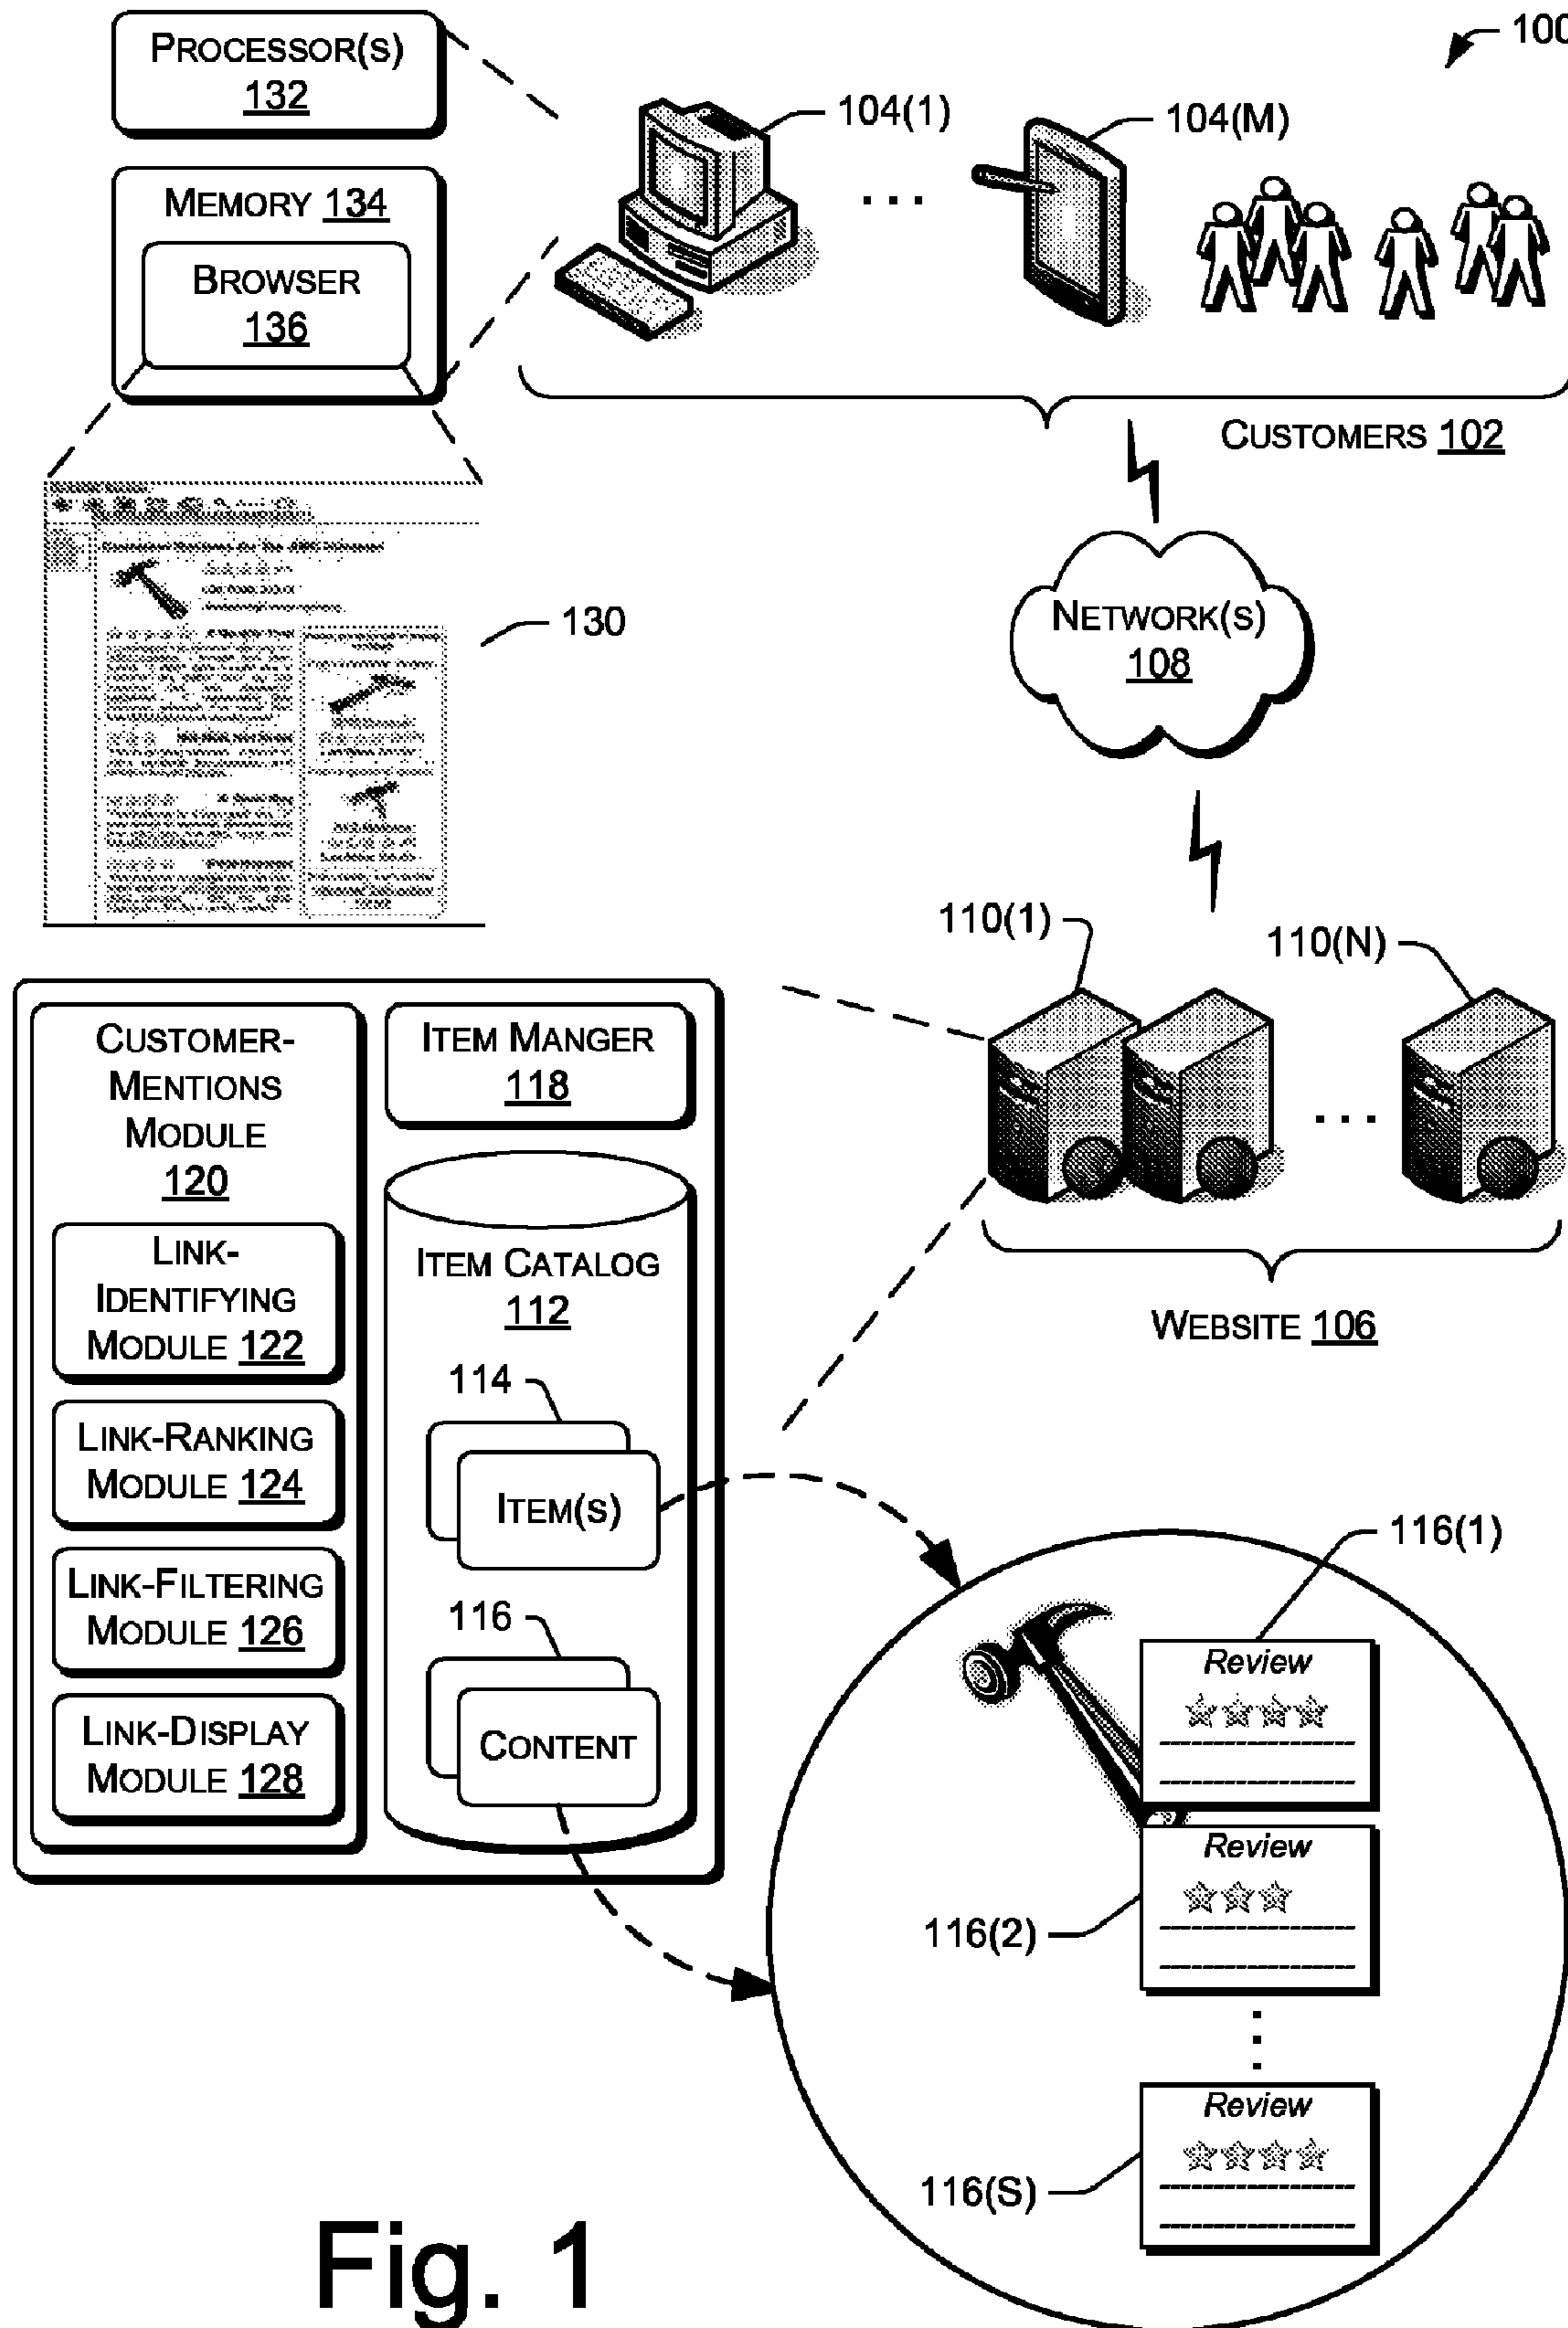 PROCESSOR(S)
132
MEMORY 134
BROWSER
136
100
104(1)
104(M)
...
CUSTOMERS 102
NETWORK(S)
108
130
110(1)
110(N)
...
WEBSITE 106
CUSTOMER-
MENTIONS
MODULE
120
LINK-
IDENTIFYING
MODULE 122
LINK-RANKING
MODULE 124
LINK-FILTERING
MODULE 126
LINK-DISPLAY
MODULE 128
ITEM MANGER
118
ITEM CATALOG
112
114
ITEM(S)
116
CONTENT
116(1)
Review
Review
116(2)
Review
116(S)
Fig. 1